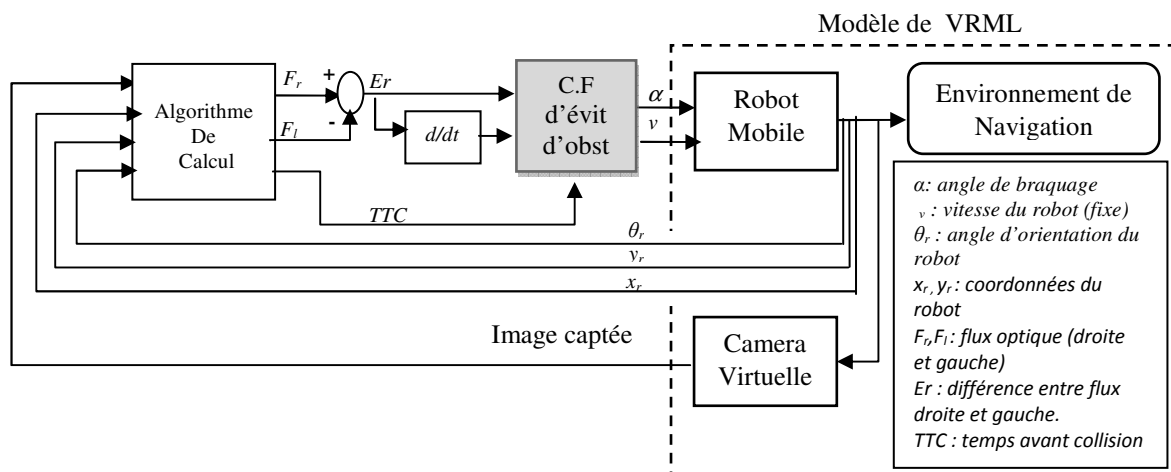 Modèle de VRML
Algorithme
De
Calcul
F_r
+
Er
F_l
-
d/dt
TTC
C.F
d'évit
d'obst
α
v
Robot
Mobile
Environnement de
Navigation
θ_r
y_r
x_r
Image captée
Camera
Virtuelle
α: angle de braquage
v : vitesse du robot (fixe)
θ_r : angle d'orientation du
robot
x_r , y_r : coordonnées du
robot
F_r,F_l : flux optique (droite
et gauche)
Er : différence entre flux
droite et gauche.
TTC : temps avant collision